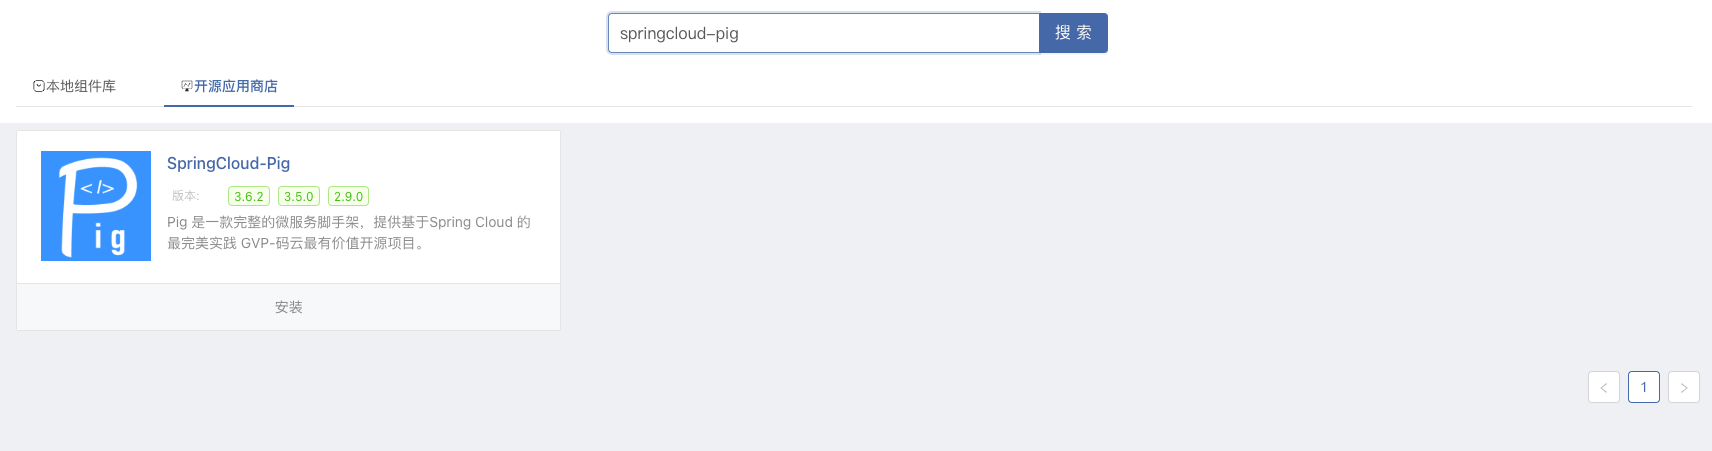 springcloud-pig
搜 索
本地组件库
开源应用商店
</>
Pig
SpringCloud-Pig
版本:
3.6.2 3.5.0 2.9.0
Pig 是一款完整的微服务脚手架，提供基于Spring Cloud 的
最完美实践 GVP-码云最有价值开源项目。
安装
< 1 >